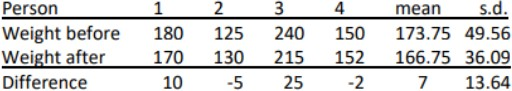 Person 1 2 3 4 mean s.d.
Weight before 180 125 240 150 173.75 49.56
Weight after 170 130 215 152 166.75 36.09
Difference 10 -5 25 -2 7 13.64